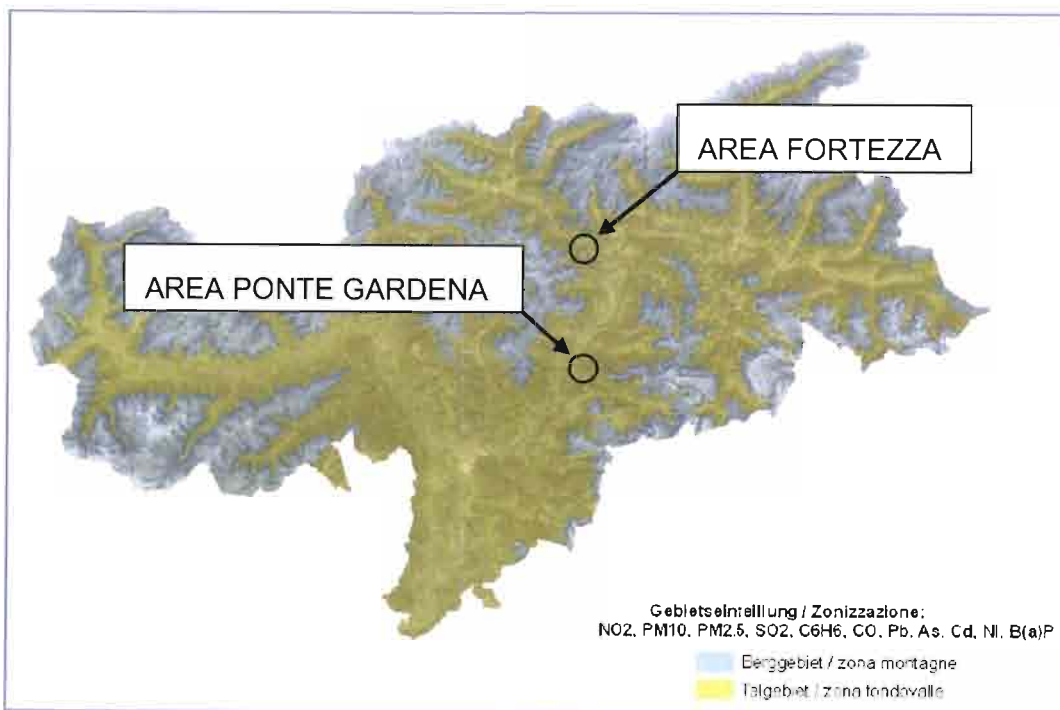 AREA FORTEZZA
AREA PONTE GARDENA
Gebietseinteilung / Zonizzazione:
NO2, PM10, PM2.5, SO2, C6H6, CO, Pb, As, Cd, Ni, B(a)P
Berggebiet / zona montagne
Talgebiet / zona fondovalle